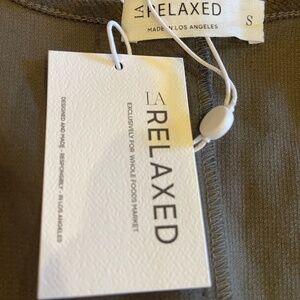 LA RELAXED
MADE IN LOS ANGELES
S
LA
RELAXED
EXCLUSIVELY FOR WHOLE FOODS MARKET
DESIGNED AND MADE - RESPONSIBLY - IN LOS ANGELES